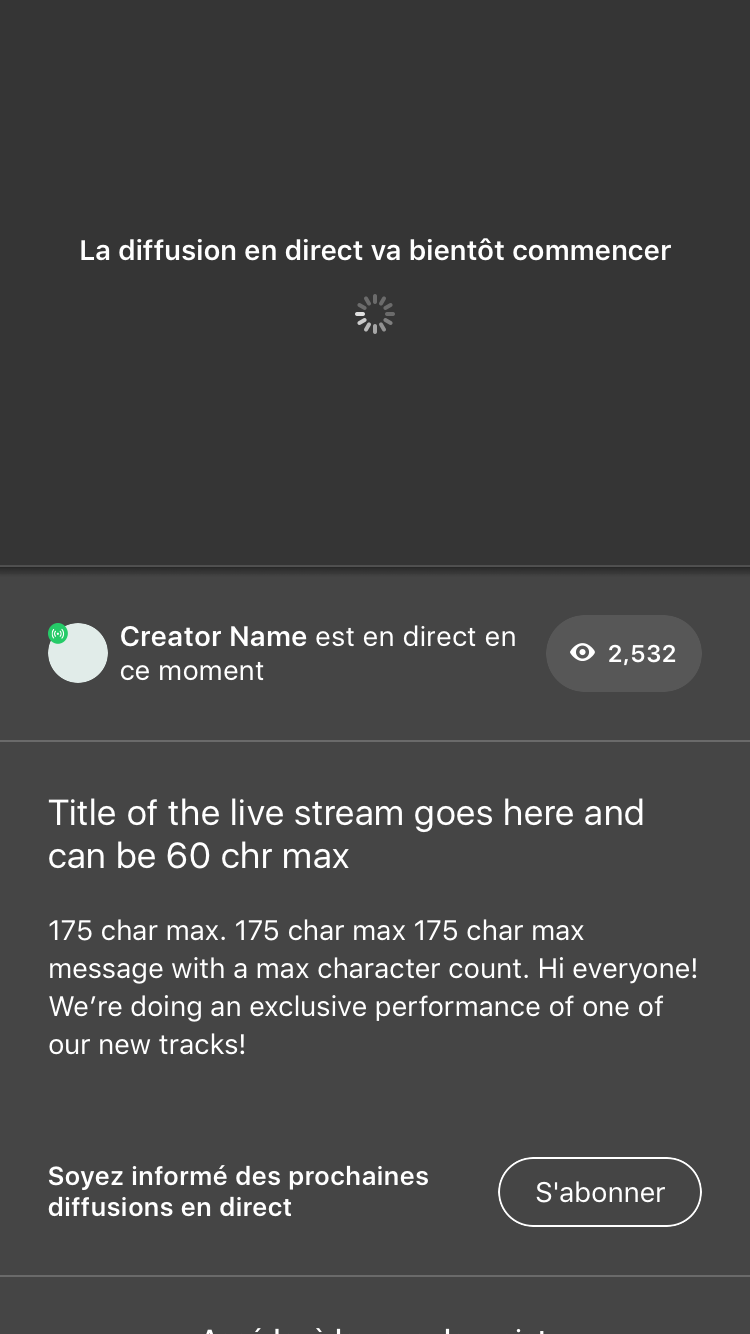 La diffusion en direct va bientôt commencer
Creator Name est en direct en
ce moment
2,532
Title of the live stream goes here and
can be 60 chr max
175 char max. 175 char max 175 char max
message with a max character count. Hi everyone!
We’re doing an exclusive performance of one of
our new tracks!
Soyez informé des prochaines
diffusions en direct
S'abonner